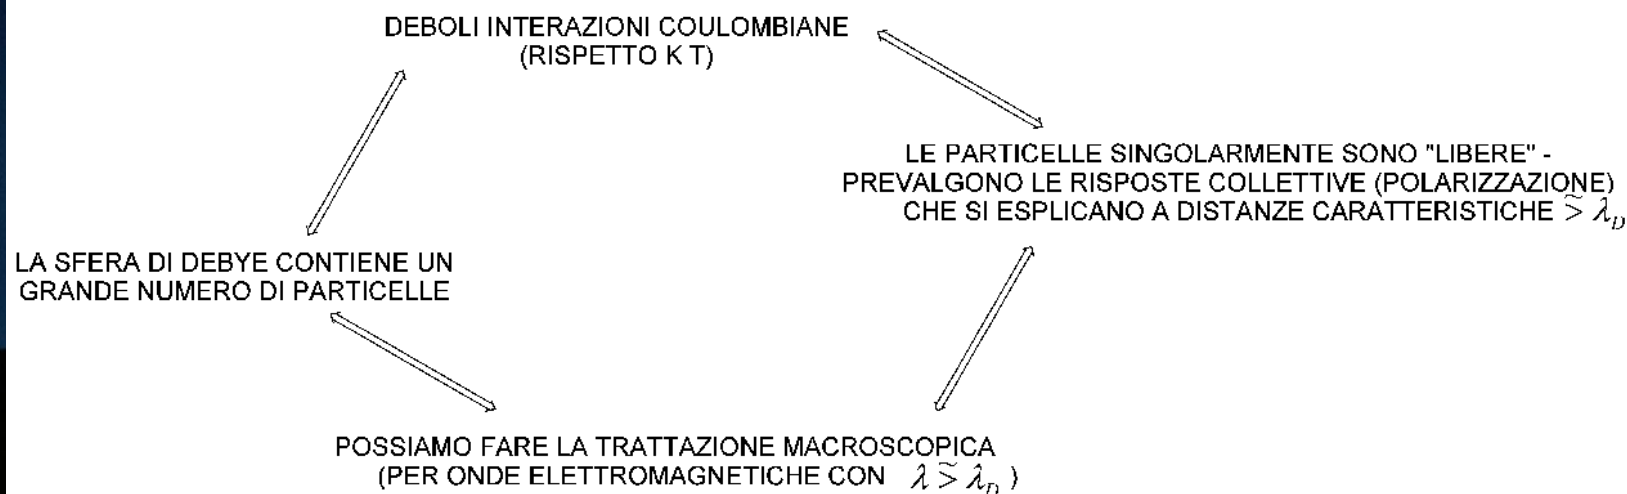 DEBOLI INTERAZIONI COULOMBIANE
(RISPETTO K T)
LE PARTICELLE SINGOLARMENTE SONO "LIBERE" -
PREVALGONO LE RISPOSTE COLLETTIVE (POLARIZZAZIONE)
CHE SI ESPLICANO A DISTANZE CARATTERISTICHE >̃ λ_D
LA SFERA DI DEBYE CONTIENE UN
GRANDE NUMERO DI PARTICELLE
POSSIAMO FARE LA TRATTAZIONE MACROSCOPICA
(PER ONDE ELETTROMAGNETICHE CON λ >̃ λ_D )